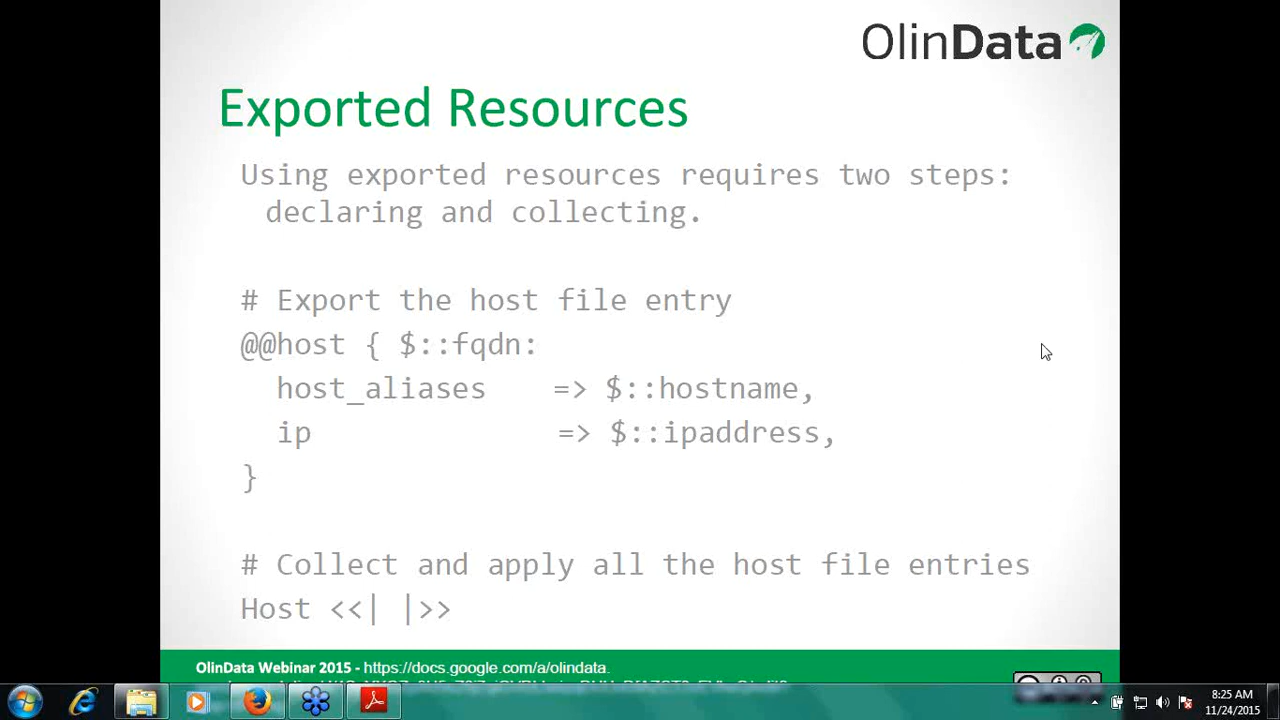 OlinData
Exported Resources
Using exported resources requires two steps:
declaring and collecting.
# Export the host file entry
@@host { $::fqdn:
host_aliases => $::hostname,
ip => $::ipaddress,
}
# Collect and apply all the host file entries
Host <<| |>>
OlinData Webinar 2015 - https://docs.google.com/a/olindata.
8:25 AM
11/24/2015